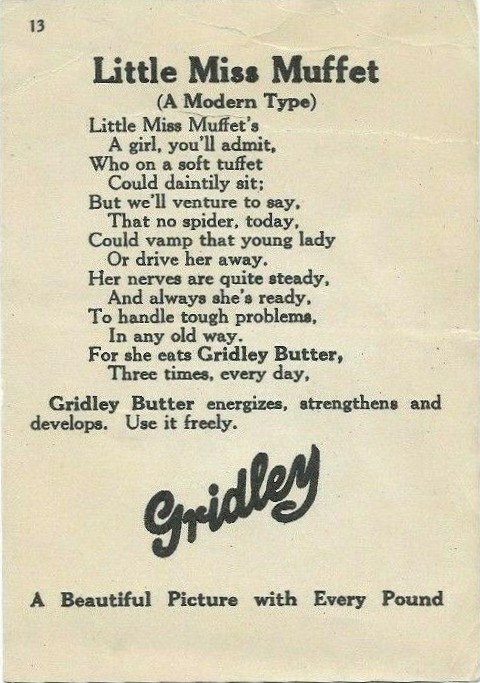 13
Little Miss Muffet
(A Modern Type)
Little Miss Muffet's
A girl, you'll admit,
Who on a soft tuffet
Could daintily sit;
But we'll venture to say,
That no spider, today,
Could vamp that young lady
Or drive her away.
Her nerves are quite steady,
And always she's ready,
To handle tough problems,
In any old way.
For she eats Gridley Butter,
Three times, every day,
Gridley Butter energizes, strengthens and
develops. Use it freely.
Gridley
A Beautiful Picture with Every Pound